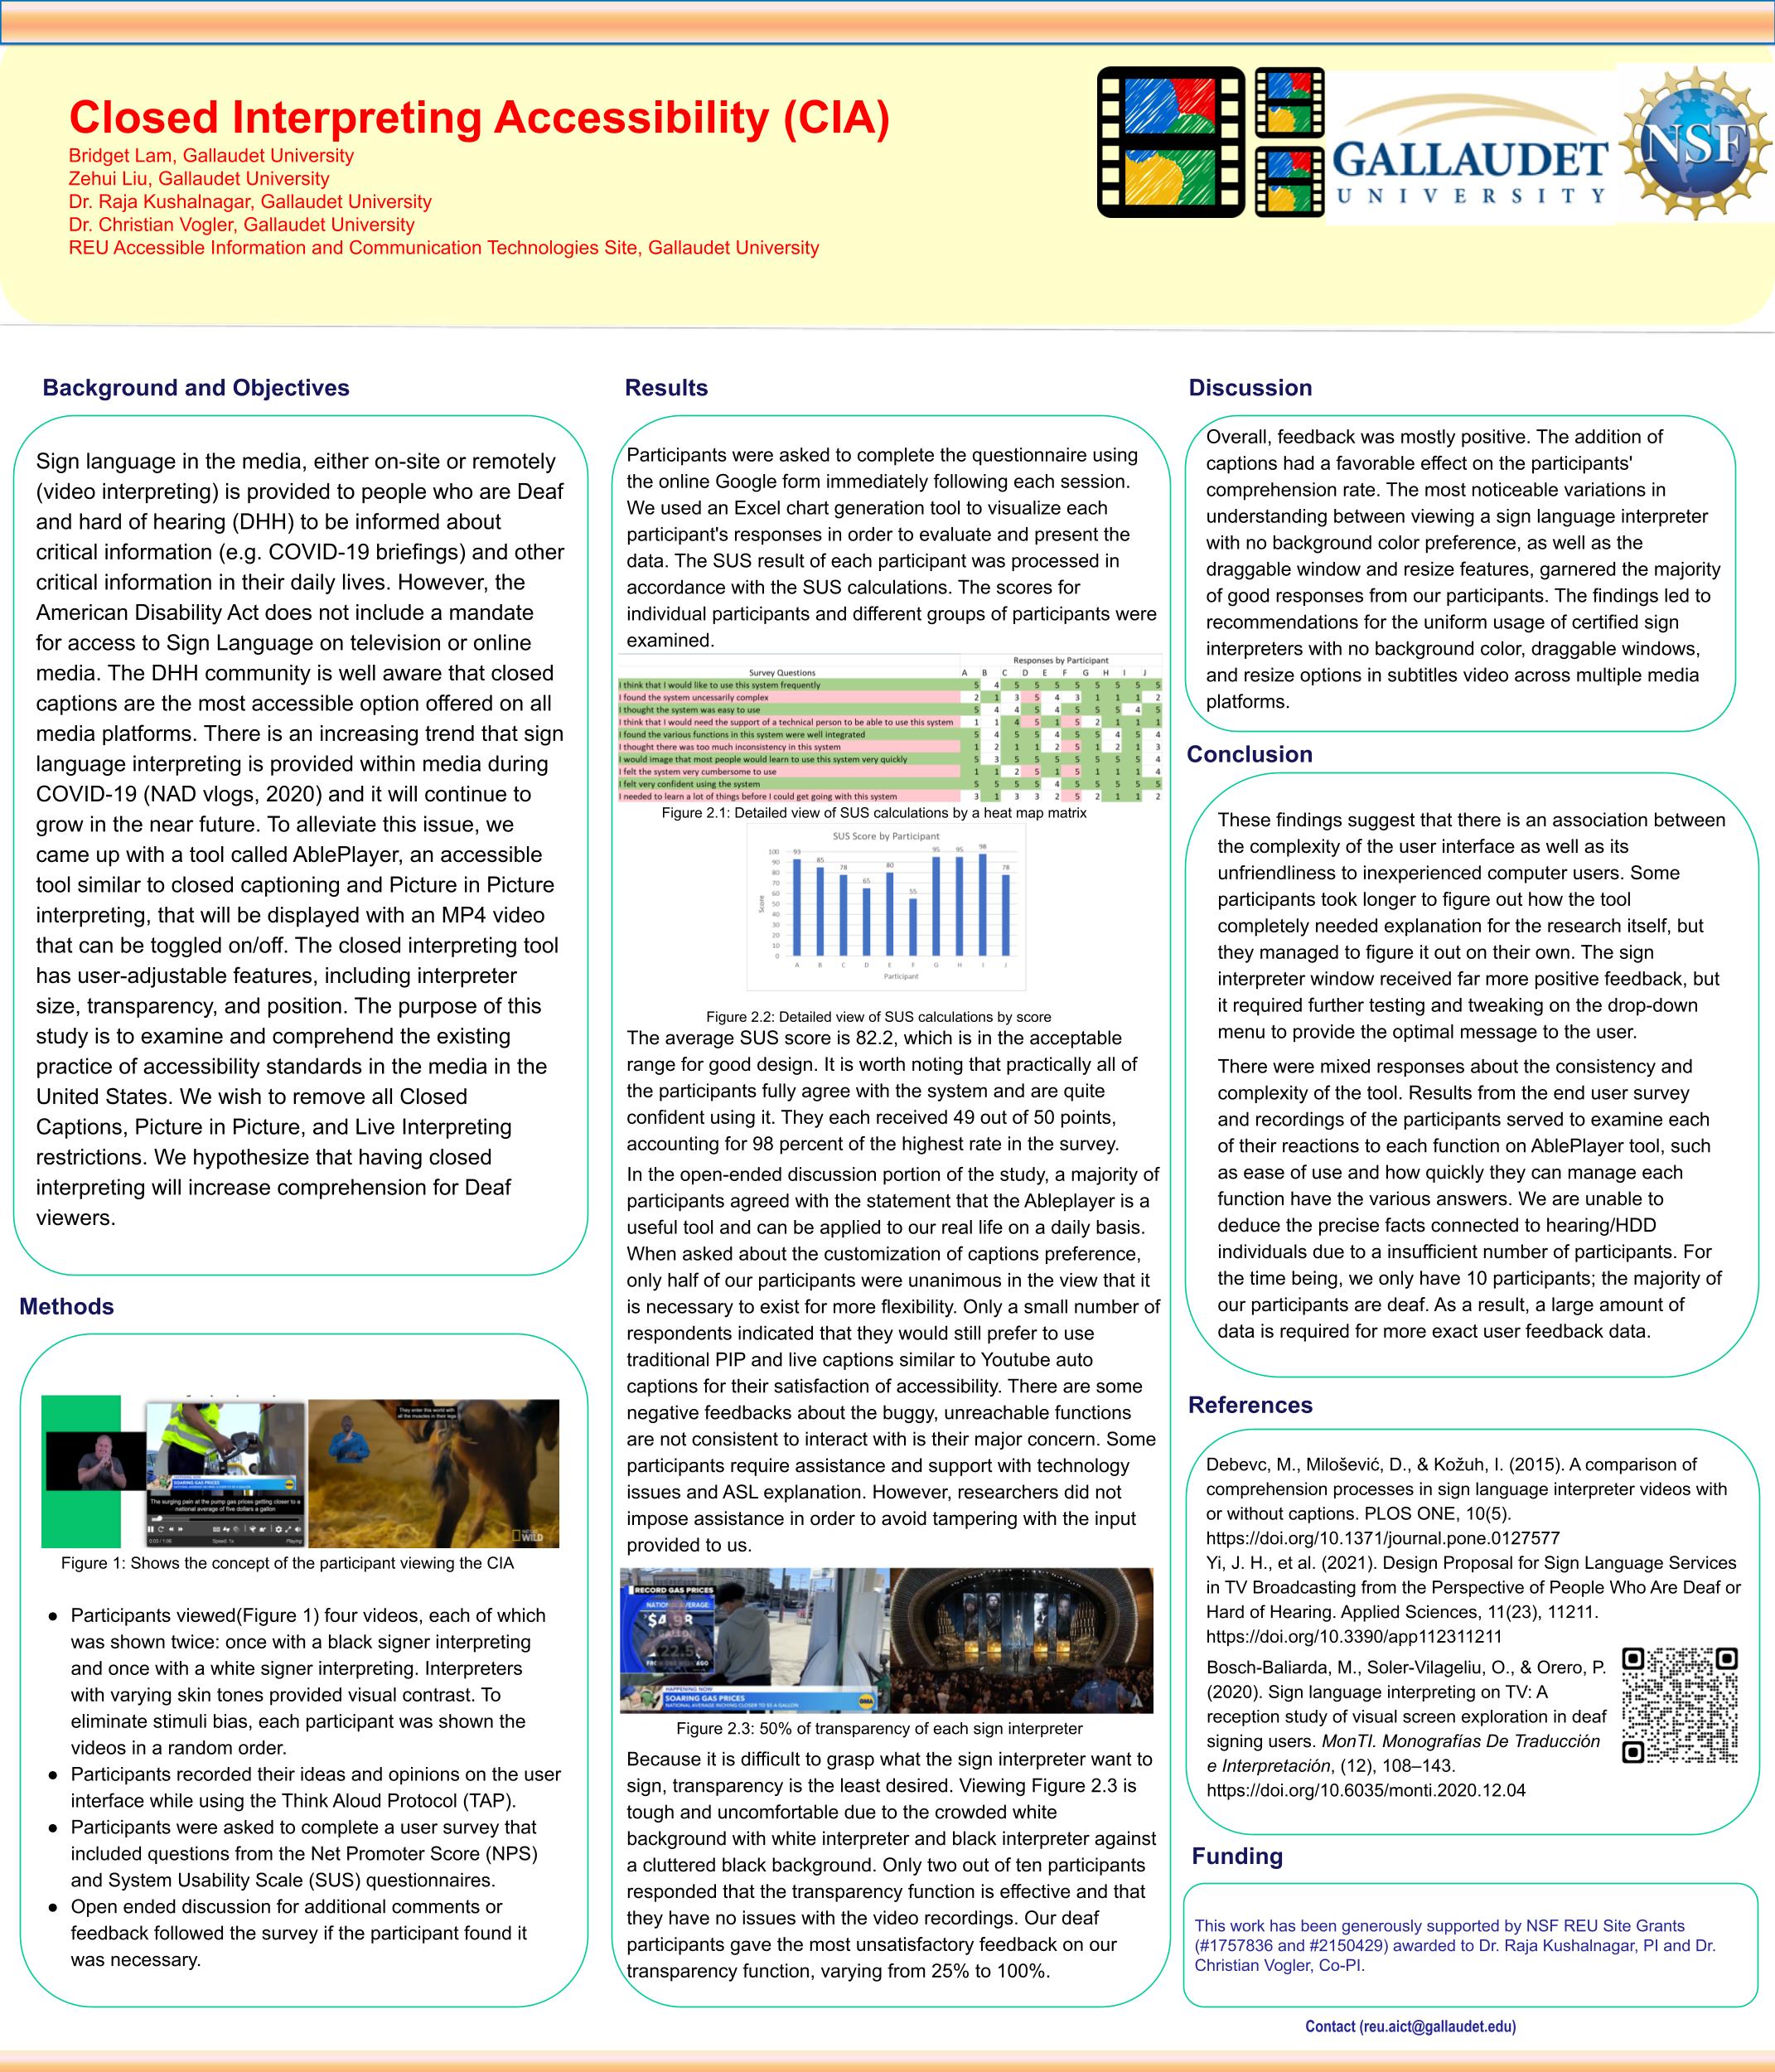 Closed Interpreting Accessibility (CIA)
Bridget Lam, Gallaudet University
Zehui Liu, Gallaudet University
Dr. Raja Kushalnagar, Gallaudet University
Dr. Christian Vogler, Gallaudet University
REU Accessible Information and Communication Technologies Site, Gallaudet University
GALLAUDET
UNIVERSITY
NSF
Background and Objectives
Sign language in the media, either on-site or remotely
(video interpreting) is provided to people who are Deaf
and hard of hearing (DHH) to be informed about
critical information (e.g. COVID-19 briefings) and other
critical information in their daily lives. However, the
American Disability Act does not include a mandate
for access to Sign Language on television or online
media. The DHH community is well aware that closed
captions are the most accessible option offered on all
media platforms. There is an increasing trend that sign
language interpreting is provided within media during
COVID-19 (NAD vlogs, 2020) and it will continue to
grow in the near future. To alleviate this issue, we
came up with a tool called AblePlayer, an accessible
tool similar to closed captioning and Picture in Picture
interpreting, that will be displayed with an MP4 video
that can be toggled on/off. The closed interpreting tool
has user-adjustable features, including interpreter
size, transparency, and position. The purpose of this
study is to examine and comprehend the existing
practice of accessibility standards in the media in the
United States. We wish to remove all Closed
Captions, Picture in Picture, and Live Interpreting
restrictions. We hypothesize that having closed
interpreting will increase comprehension for Deaf
viewers.
Methods
They enter this world with
all the muscles in their legs
HAPPENING NOW
SOARING GAS PRICES
The surging pain at the pump gas prices getting closer to a
national average of five dollars a gallon
Speed: 1x
Playing
WILD
Figure 1: Shows the concept of the participant viewing the CIA
● Participants viewed(Figure 1) four videos, each of which
was shown twice: once with a black signer interpreting
and once with a white signer interpreting. Interpreters
with varying skin tones provided visual contrast. To
eliminate stimuli bias, each participant was shown the
videos in a random order.
● Participants recorded their ideas and opinions on the user
interface while using the Think Aloud Protocol (TAP).
● Participants were asked to complete a user survey that
included questions from the Net Promoter Score (NPS)
and System Usability Scale (SUS) questionnaires.
● Open ended discussion for additional comments or
feedback followed the survey if the participant found it
was necessary.
Results
Participants were asked to complete the questionnaire using
the online Google form immediately following each session.
We used an Excel chart generation tool to visualize each
participant's responses in order to evaluate and present the
data. The SUS result of each participant was processed in
accordance with the SUS calculations. The scores for
individual participants and different groups of participants were
examined.
Responses by Participant
Survey Questions A B C D E F G H I J
I think that I would like to use this system frequently 5 4 5 5 5 5 5 5 5 5
I found the system uncessarily complex 2 1 3 5 4 3 1 1 1 2
I thought the system was easy to use 5 4 4 5 4 5 5 5 4 5
I think that I would need the support of a technical person to be able to use this system 1 1 4 5 1 5 2 1 1 1
I found the various functions in this system were well integrated 5 4 5 5 4 5 5 4 5 4
I thought there was too much inconsistency in this system 1 2 1 1 2 5 1 2 1 3
I would image that most people would learn to use this system very quickly 5 3 5 5 5 5 5 5 5 4
I felt the system very cumbersome to use 1 1 2 5 1 5 1 1 1 4
I felt very confident using the system 5 5 5 5 4 5 5 5 5 5
I needed to learn a lot of things before I could get going with this system 3 1 3 3 2 5 2 1 1 2
Figure 2.1: Detailed view of SUS calculations by a heat map matrix
SUS Score by Participant
Score
100
90
80
70
60
50
40
30
20
10
0
93 85 78 65 80 55 95 95 98 78
A B C D E F G H I J
Participant
Figure 2.2: Detailed view of SUS calculations by score
The average SUS score is 82.2, which is in the acceptable
range for good design. It is worth noting that practically all of
the participants fully agree with the system and are quite
confident using it. They each received 49 out of 50 points,
accounting for 98 percent of the highest rate in the survey.
In the open-ended discussion portion of the study, a majority of
participants agreed with the statement that the Ableplayer is a
useful tool and can be applied to our real life on a daily basis.
When asked about the customization of captions preference,
only half of our participants were unanimous in the view that it
is necessary to exist for more flexibility. Only a small number of
respondents indicated that they would still prefer to use
traditional PIP and live captions similar to Youtube auto
captions for their satisfaction of accessibility. There are some
negative feedbacks about the buggy, unreachable functions
are not consistent to interact with is their major concern. Some
participants require assistance and support with technology
issues and ASL explanation. However, researchers did not
impose assistance in order to avoid tampering with the input
provided to us.
RECORD GAS PRICES
HAPPENING NOW
SOARING GAS PRICES
NATIONAL AVERAGE INCHING CLOSER TO $5 A GALLON
GMA
Figure 2.3: 50% of transparency of each sign interpreter
Because it is difficult to grasp what the sign interpreter want to
sign, transparency is the least desired. Viewing Figure 2.3 is
tough and uncomfortable due to the crowded white
background with white interpreter and black interpreter against
a cluttered black background. Only two out of ten participants
responded that the transparency function is effective and that
they have no issues with the video recordings. Our deaf
participants gave the most unsatisfactory feedback on our
transparency function, varying from 25% to 100%.
Discussion
Overall, feedback was mostly positive. The addition of
captions had a favorable effect on the participants'
comprehension rate. The most noticeable variations in
understanding between viewing a sign language interpreter
with no background color preference, as well as the
draggable window and resize features, garnered the majority
of good responses from our participants. The findings led to
recommendations for the uniform usage of certified sign
interpreters with no background color, draggable windows,
and resize options in subtitles video across multiple media
platforms.
Conclusion
These findings suggest that there is an association between
the complexity of the user interface as well as its
unfriendliness to inexperienced computer users. Some
participants took longer to figure out how the tool
completely needed explanation for the research itself, but
they managed to figure it out on their own. The sign
interpreter window received far more positive feedback, but
it required further testing and tweaking on the drop-down
menu to provide the optimal message to the user.
There were mixed responses about the consistency and
complexity of the tool. Results from the end user survey
and recordings of the participants served to examine each
of their reactions to each function on AblePlayer tool, such
as ease of use and how quickly they can manage each
function have the various answers. We are unable to
deduce the precise facts connected to hearing/HDD
individuals due to a insufficient number of participants. For
the time being, we only have 10 participants; the majority of
our participants are deaf. As a result, a large amount of
data is required for more exact user feedback data.
References
Debevc, M., Milošević, D., & Kožuh, I. (2015). A comparison of
comprehension processes in sign language interpreter videos with
or without captions. PLOS ONE, 10(5).
https://doi.org/10.1371/journal.pone.0127577
Yi, J. H., et al. (2021). Design Proposal for Sign Language Services
in TV Broadcasting from the Perspective of People Who Are Deaf or
Hard of Hearing. Applied Sciences, 11(23), 11211.
https://doi.org/10.3390/app112311211
Bosch-Baliarda, M., Soler-Vilageliu, O., & Orero, P.
(2020). Sign language interpreting on TV: A
reception study of visual screen exploration in deaf
signing users. MonTI. Monografías De Traducción
e Interpretación, (12), 108–143.
https://doi.org/10.6035/monti.2020.12.04
Funding
This work has been generously supported by NSF REU Site Grants
(#1757836 and #2150429) awarded to Dr. Raja Kushalnagar, PI and Dr.
Christian Vogler, Co-PI.
Contact (reu.aict@gallaudet.edu)